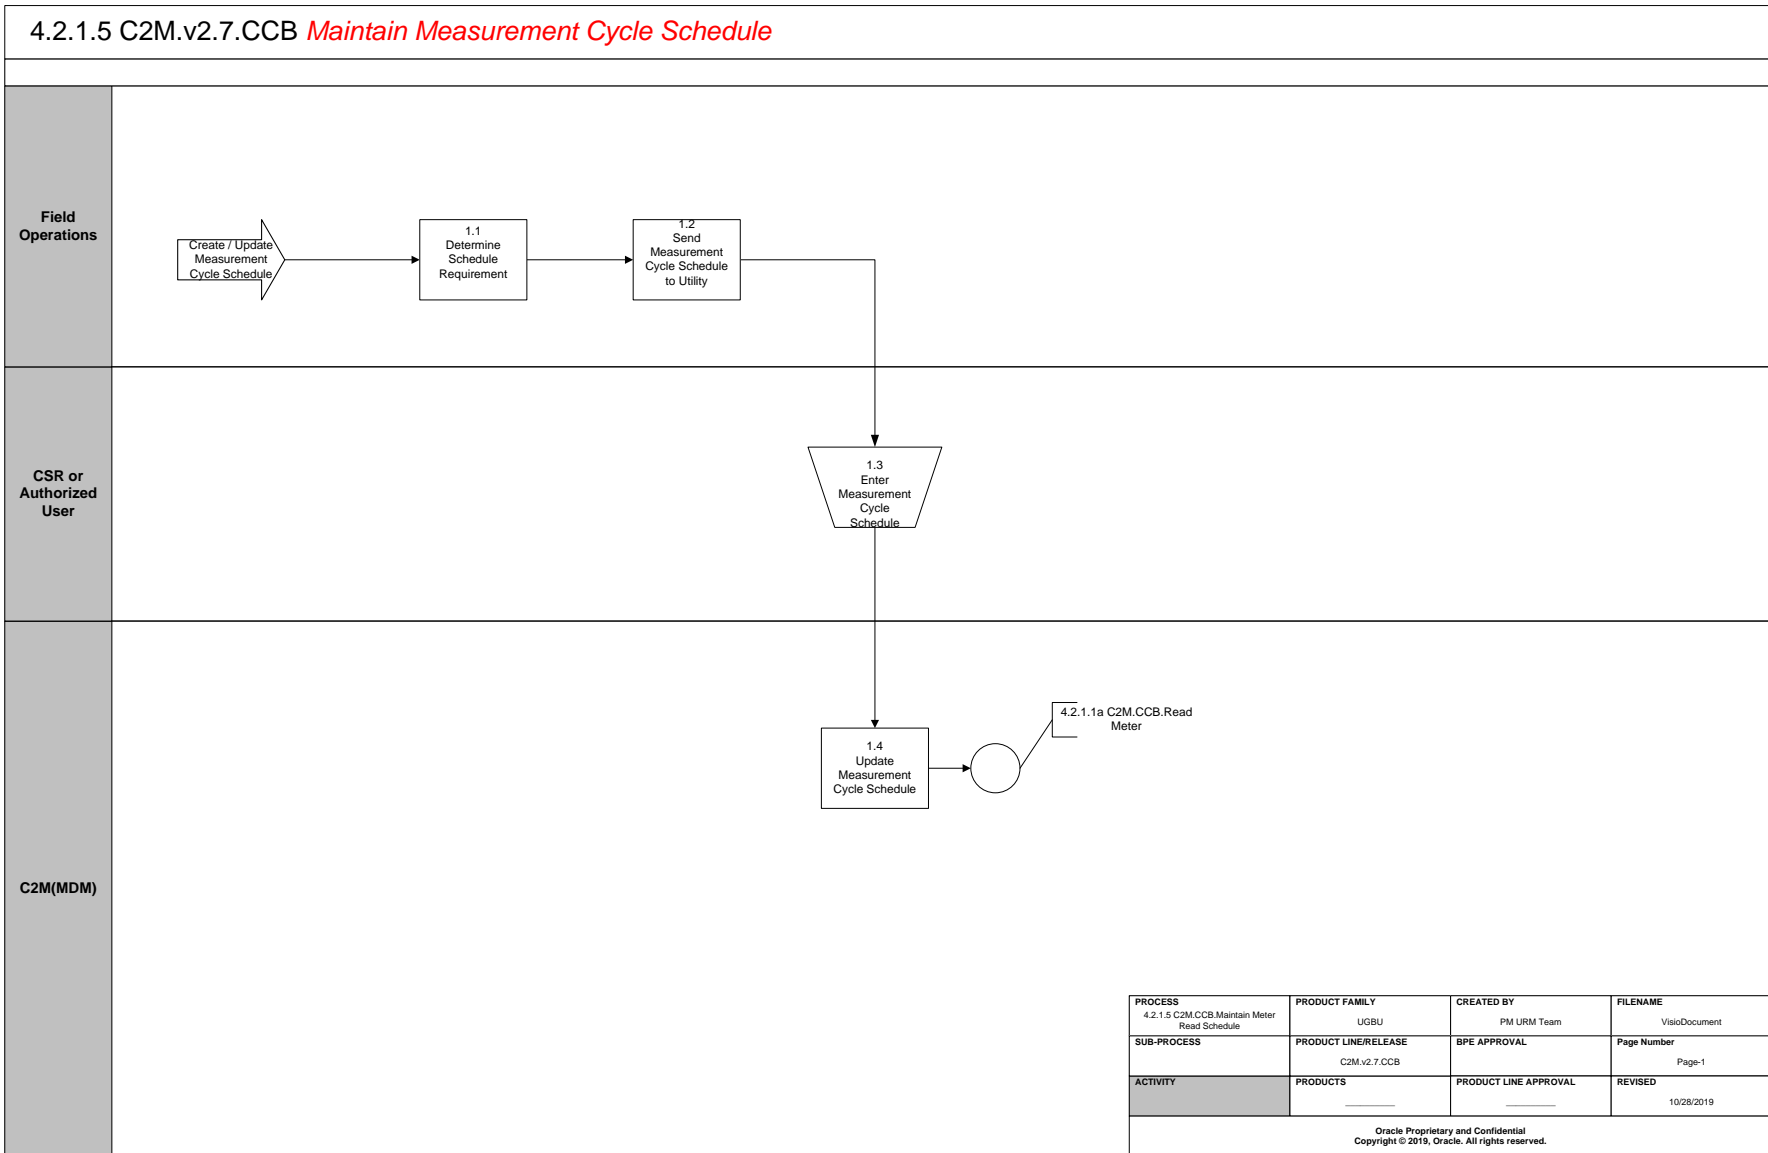 4.2.1.5 C2M.v2.7.CCB Maintain Measurement Cycle Schedule
Field
Operations
Create / Update
Measurement
Cycle Schedule
1.1
Determine
Schedule
Requirement
1.2
Send
Measurement
Cycle Schedule
to Utility
CSR or
Authorized
User
1.3
Enter
Measurement
Cycle
Schedule
C2M(MDM)
1.4
Update
Measurement
Cycle Schedule
4.2.1.1a C2M.CCB.Read
Meter
PROCESS
4.2.1.5 C2M.CCB.Maintain Meter
Read Schedule
PRODUCT FAMILY
UGBU
CREATED BY
PM URM Team
FILENAME
VisioDocument
SUB-PROCESS
PRODUCT LINE/RELEASE
C2M.v2.7.CCB
BPE APPROVAL
Page Number
Page-1
ACTIVITY
PRODUCTS
PRODUCT LINE APPROVAL
REVISED
10/28/2019
Oracle Proprietary and Confidential
Copyright © 2019, Oracle. All rights reserved.